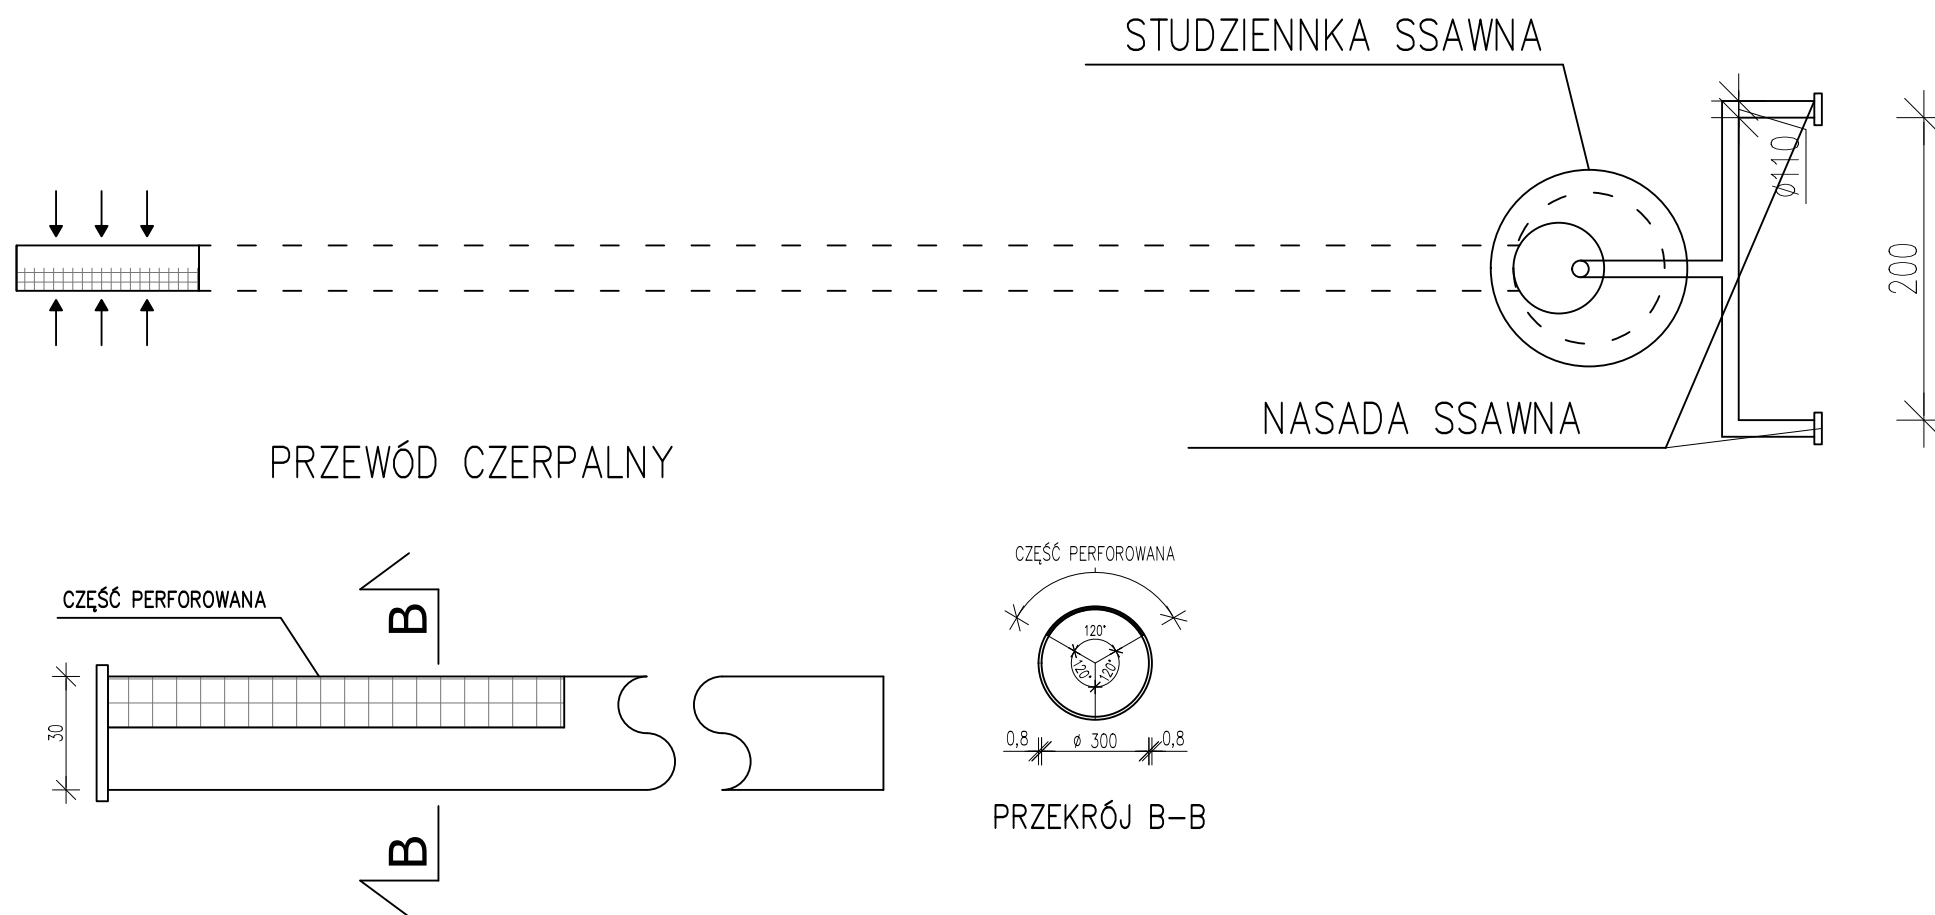 STUDZIENNKA SSAWNA
ø110
200
NASADA SSAWNA
PRZEWÓD CZERPALNY
CZĘŚĆ PERFOROWANA
B
30
B
CZĘŚĆ PERFOROWANA
120°
120°
120°
0,8
ø 300
0,8
PRZEKRÓJ B-B